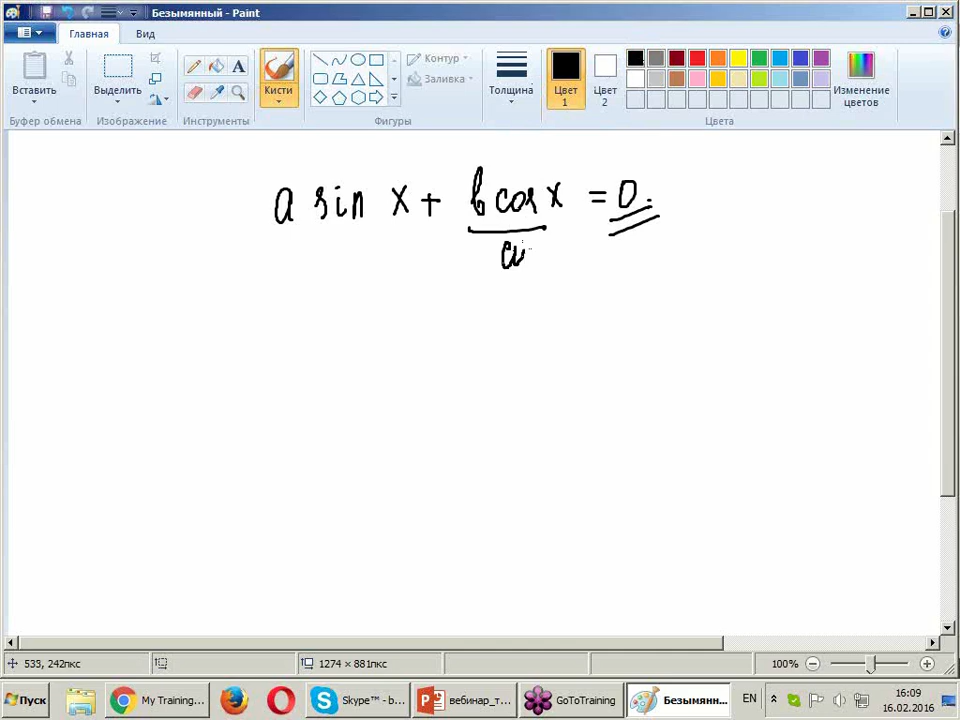 Безымянный - Paint
Главная Вид
Вставить Выделить A Кисти Контур Заливка Толщина Цвет 1 Цвет 2 Изменение цветов
Буфер обмена Изображение Инструменты Фигуры Цвета
a sin x + b cos x = 0.
533, 242пкс 1274 × 881пкс 100%
Пуск My Training... Skype™ - b... вебинар_т... GoToTraining Безымянн... EN 16:09
16.02.2016